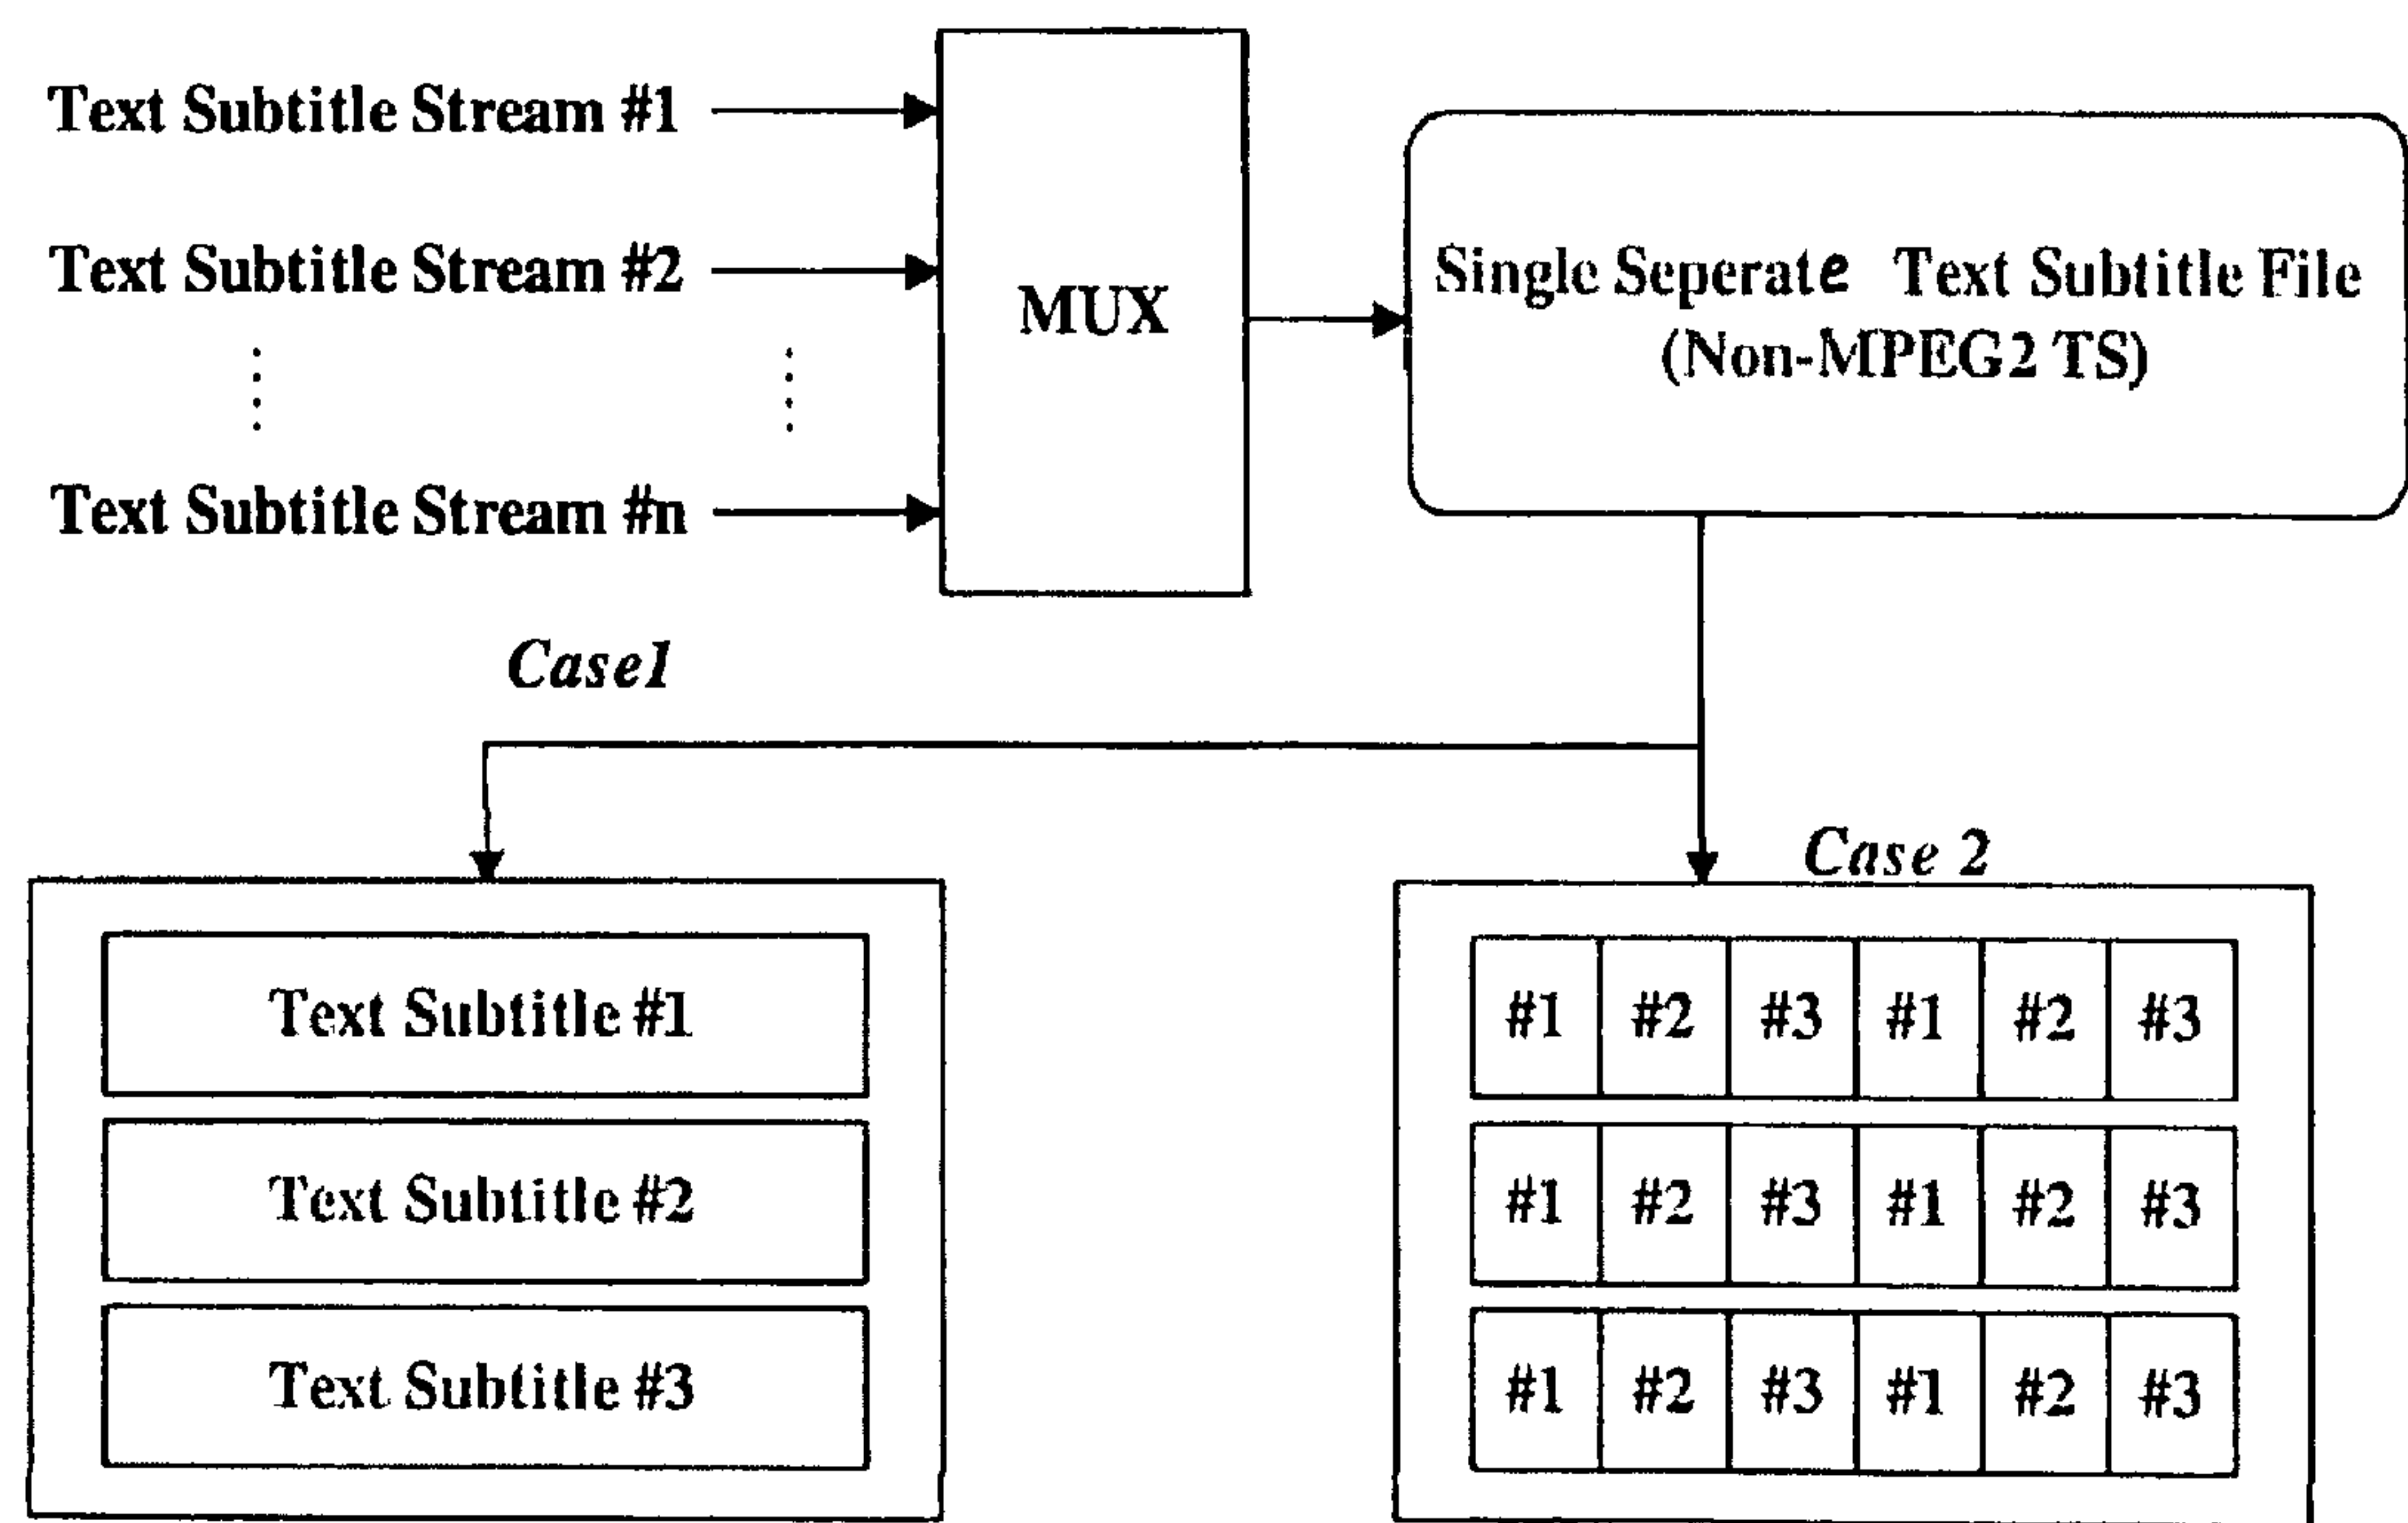 Text Subtitle Stream #1
Text Subtitle Stream #2
Text Subtitle Stream #n
MUX
Single Seperate Text Subtitle File
(Non-MPEG2 TS)
Case1
Case 2
Text Subtitle #1
Text Subtitle #2
Text Subtitle #3
#1 #2 #3 #1 #2 #3
#1 #2 #3 #1 #2 #3
#1 #2 #3 #1 #2 #3